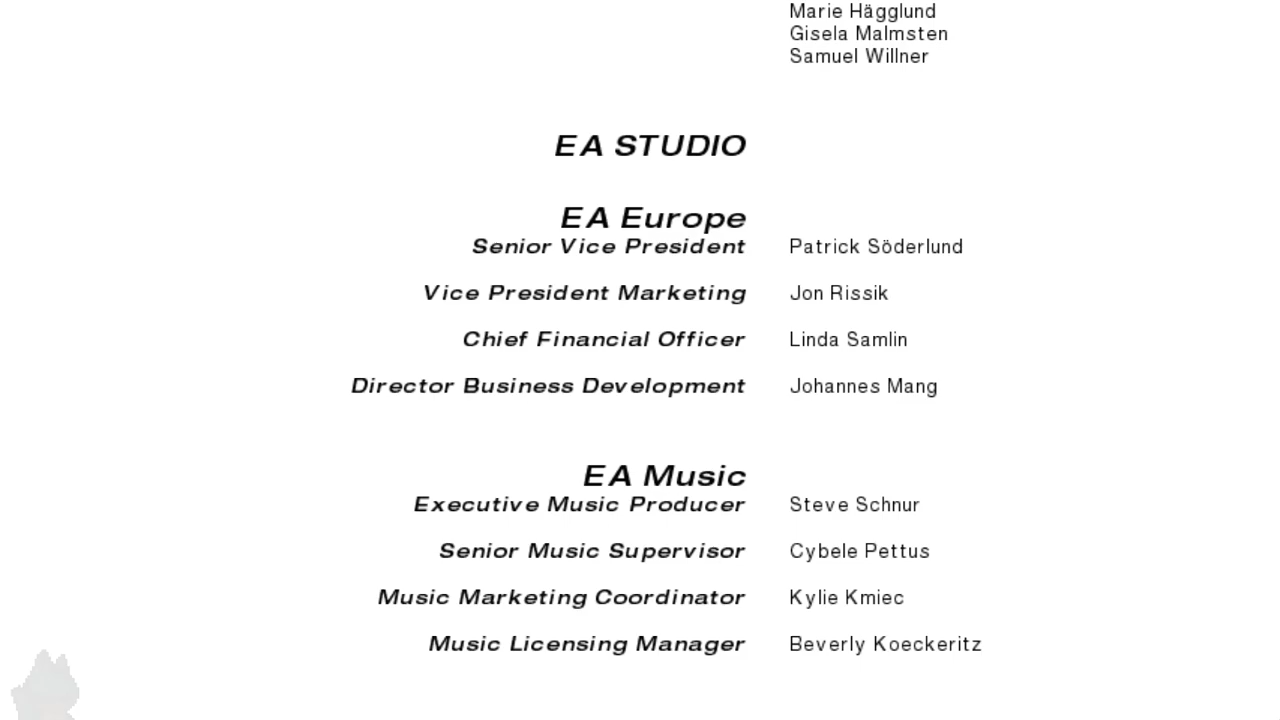 Marie Hägglund
Gisela Malmsten
Samuel Willner
EA STUDIO
EA Europe
Senior Vice President Patrick Söderlund
Vice President Marketing Jon Rissik
Chief Financial Officer Linda Samlin
Director Business Development Johannes Mang
EA Music
Executive Music Producer Steve Schnur
Senior Music Supervisor Cybele Pettus
Music Marketing Coordinator Kylie Kmiec
Music Licensing Manager Beverly Koeckeritz